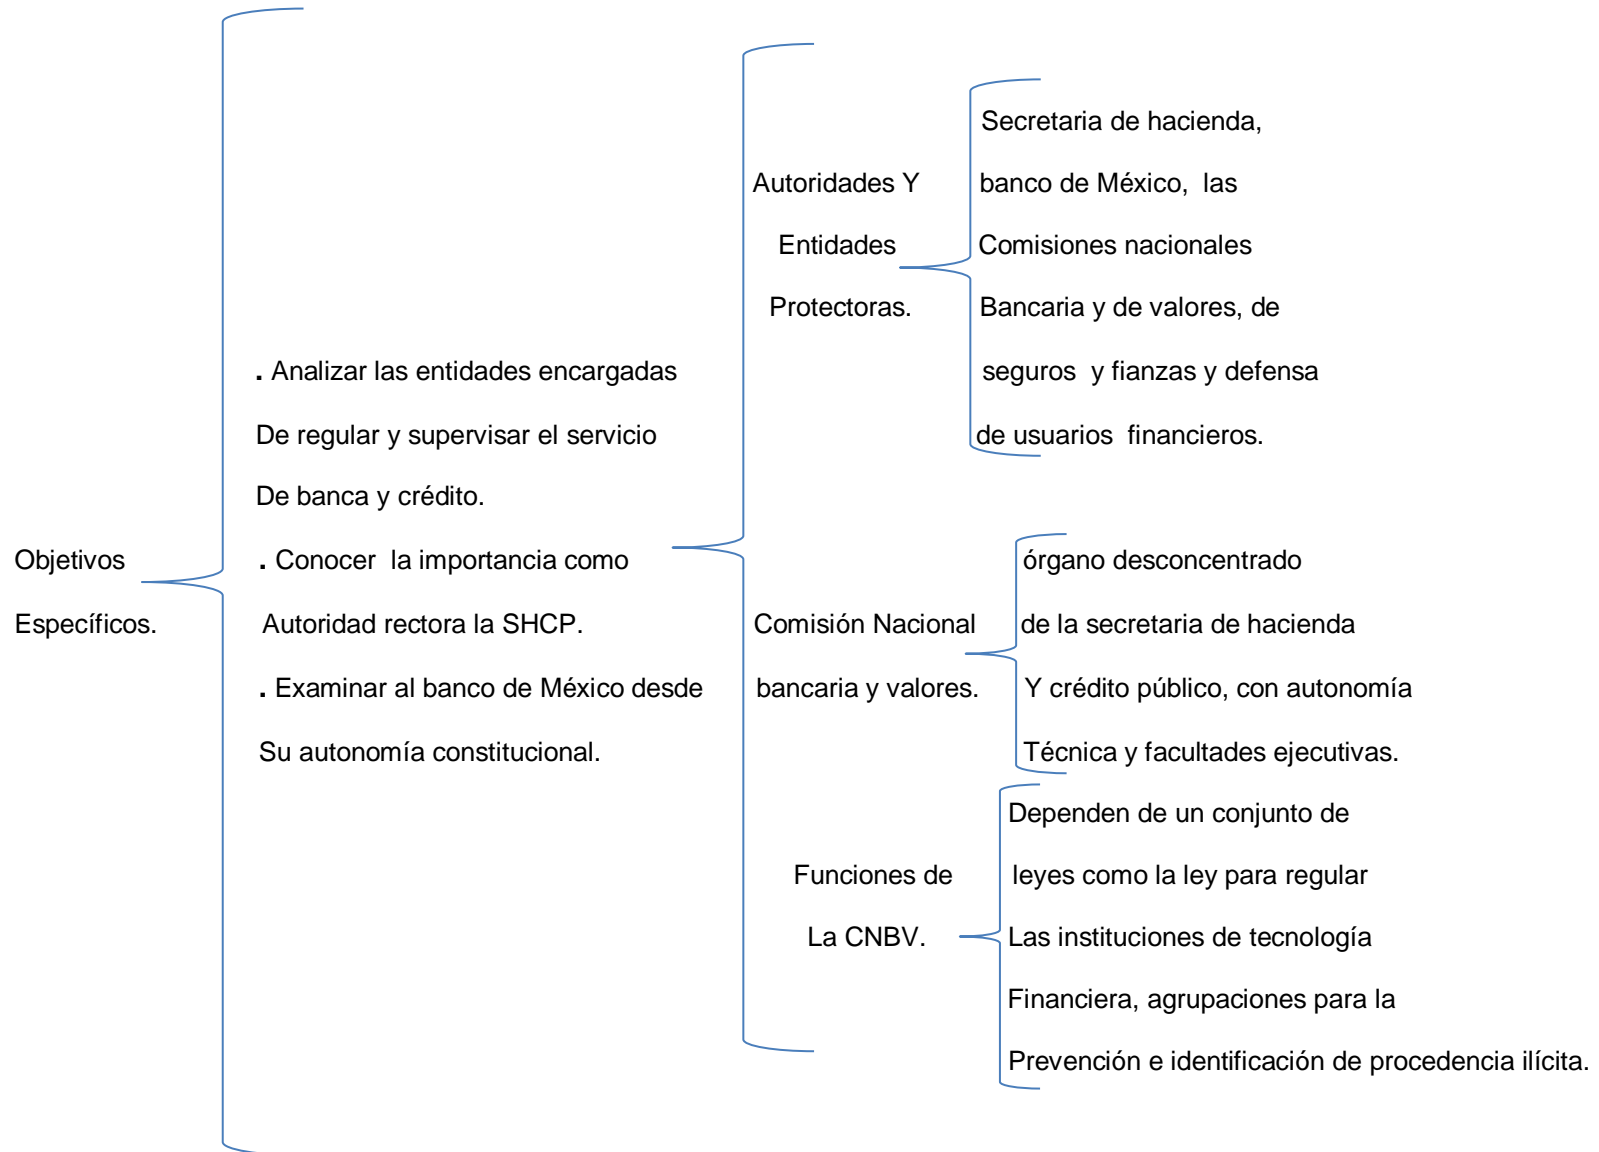 Objetivos
Específicos.
. Analizar las entidades encargadas
De regular y supervisar el servicio
De banca y crédito.
. Conocer  la importancia como
Autoridad rectora la SHCP.
. Examinar al banco de México desde
Su autonomía constitucional.
Autoridades Y
Entidades
Protectoras.
Secretaria de hacienda,
banco de México,  las
Comisiones nacionales
Bancaria y de valores, de
seguros  y fianzas y defensa
de usuarios  financieros.
Comisión Nacional
bancaria y valores.
órgano desconcentrado
de la secretaria de hacienda
Y crédito público, con autonomía
Técnica y facultades ejecutivas.
Funciones de
La CNBV.
Dependen de un conjunto de
leyes como la ley para regular
Las instituciones de tecnología
Financiera, agrupaciones para la
Prevención e identificación de procedencia ilícita.